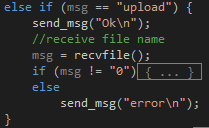 else if (msg == "upload") {
send_msg("Ok\n");
//receive file name
msg = recvfile();
if (msg != "0") { ... }
else
send_msg("error\n");
}